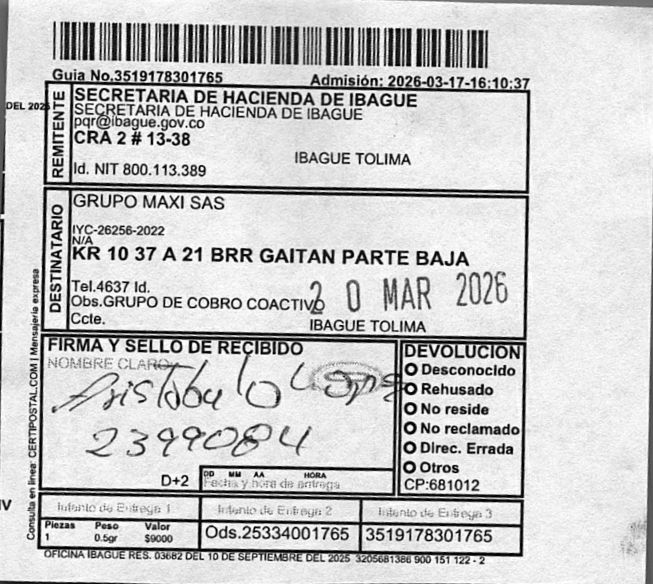 Guia No.3519178301765 Admisión: 2026-03-17-16:10:37
DEL 2025
REMITENTE
SECRETARIA DE HACIENDA DE IBAGUE
SECRETARIA DE HACIENDA DE IBAGUE
pqr@ibague.gov.co
CRA 2 # 13-38
IBAGUE TOLIMA
Id. NIT 800.113.389
DESTINATARIO
GRUPO MAXI SAS
IYC-26256-2022
N/A
KR 10 37 A 21 BRR GAITAN PARTE BAJA
Tel.4637 Id.
Obs.GRUPO DE COBRO COACTIVO
20 MAR 2026
Ccte.
IBAGUE TOLIMA
FIRMA Y SELLO DE RECIBIDO
NOMBRE CLARO
Aristobulo
2399084
D+2
DD MM AA HORA
Fecha y hora de entrega
DEVOLUCION
Desconocido
Rehusado
No reside
No reclamado
Direc. Errada
Otros
CP:681012
Intento de Entrega 1 Intento de Entrega 2 Intento de Entrega 3
Piezas Peso Valor
1 0.5gr $9000
Ods.25334001765 3519178301765
OFICINA IBAGUE RES. 03682 DEL 10 DE SEPTIEMBRE DEL 2025 3205681386 900 151 122 - 2
Consulta en linea: CERTIPOSTAL.COM | Mensajería expresa
IV